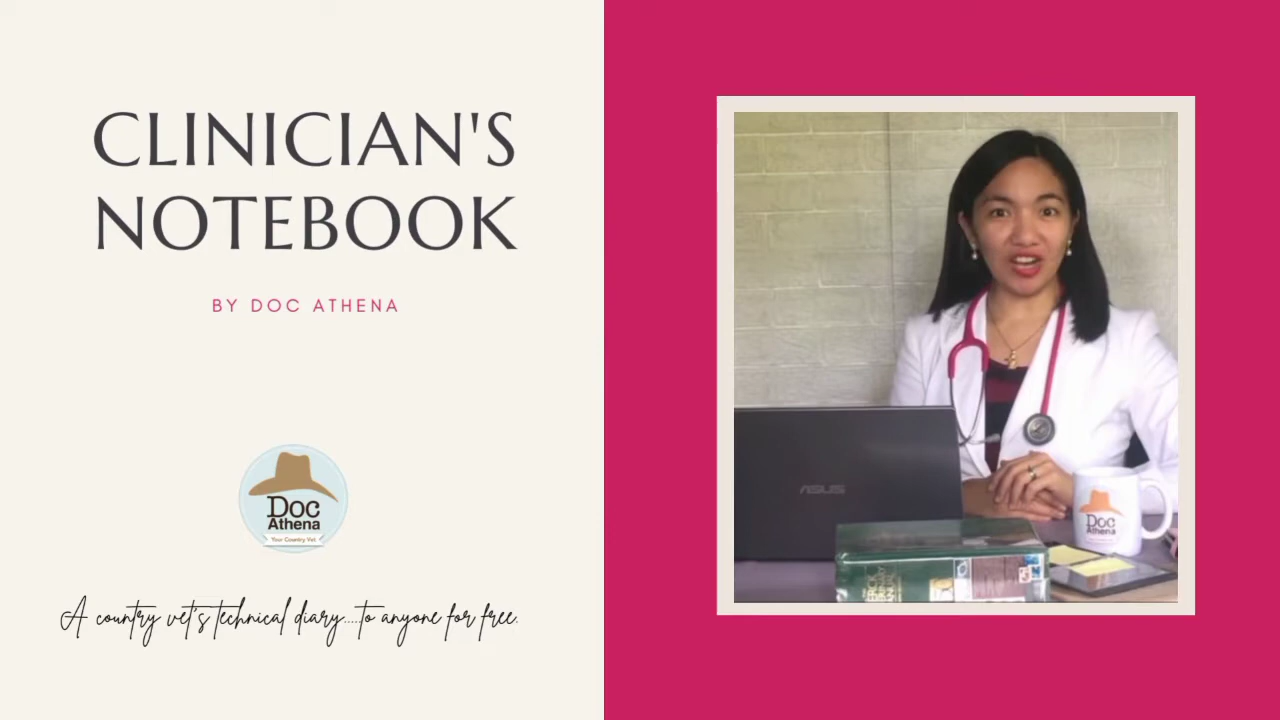 CLINICIAN'S
NOTEBOOK
BY DOC ATHENA
Doc
Athena
Your Country Vet
A country vet's technical diary....to anyone for free.
ASUS
Doc
Athena